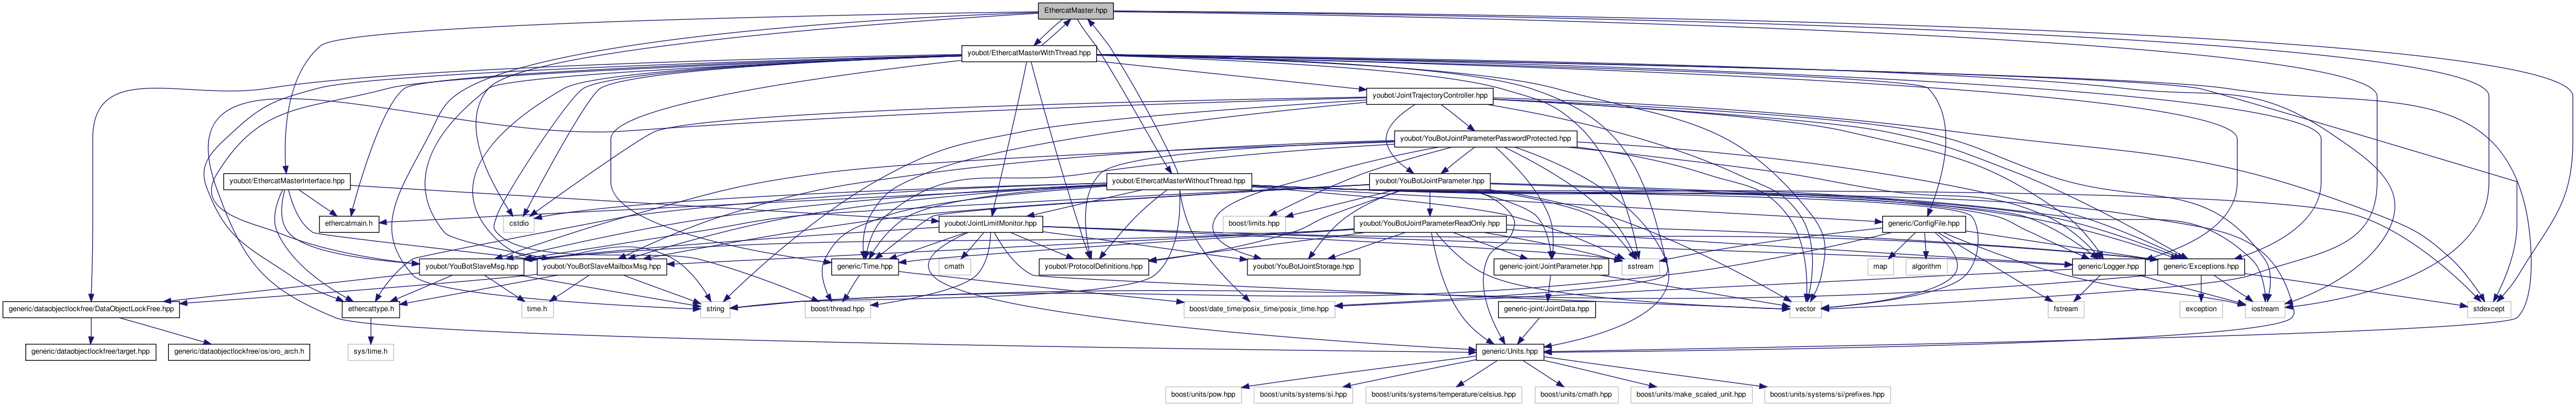 EthercatMaster.hpp
youbot/EthercatMasterWithThread.hpp
youbot/JointTrajectoryController.hpp
youbot/YouBotJointParameterPasswordProtected.hpp
youbot/EthercatMasterInterface.hpp
youbot/EthercatMasterWithoutThread.hpp
youbot/YouBotJointParameter.hpp
ethercatmain.h
cstdio
youbot/JointLimitMonitor.hpp
boost/limits.hpp
youbot/YouBotJointParameterReadOnly.hpp
generic/ConfigFile.hpp
youbot/YouBotSlaveMsg.hpp
youbot/YouBotSlaveMailboxMsg.hpp
generic/Time.hpp
cmath
youbot/ProtocolDefinitions.hpp
youbot/YouBotJointStorage.hpp
generic-joint/JointParameter.hpp
sstream
map
algorithm
generic/Logger.hpp
generic/Exceptions.hpp
generic/dataobjectlockfree/DataObjectLockFree.hpp
ethercattype.h
time.h
string
boost/thread.hpp
boost/date_time/posix_time/posix_time.hpp
generic-joint/JointData.hpp
vector
fstream
exception
iostream
stdexcept
generic/dataobjectlockfree/target.hpp
generic/dataobjectlockfree/os/oro_arch.h
sys/time.h
generic/Units.hpp
boost/units/pow.hpp
boost/units/systems/si.hpp
boost/units/systems/temperature/celsius.hpp
boost/units/cmath.hpp
boost/units/make_scaled_unit.hpp
boost/units/systems/si/prefixes.hpp